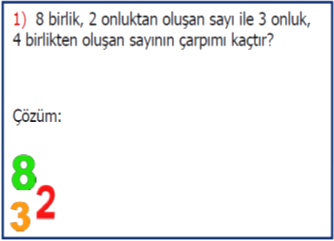 1) 8 birlik, 2 onluktan oluşan sayı ile 3 onluk,
4 birlikten oluşan sayının çarpımı kaçtır?
Çözüm:
8
2
3